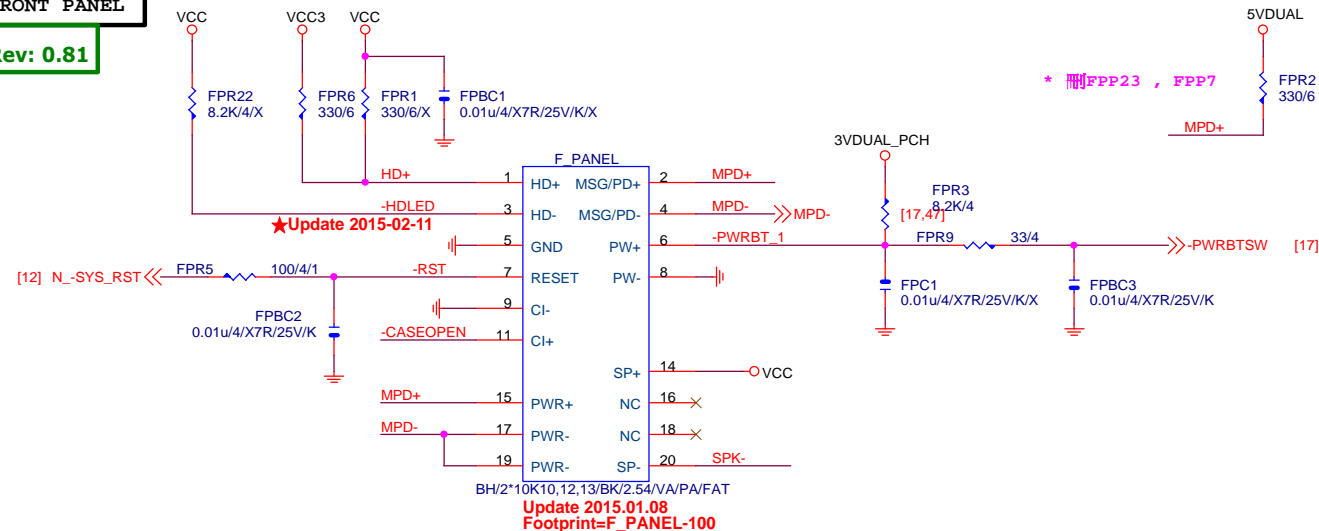 RONT PANEL
Rev: 0.81
VCC
VCC3
VCC
5VDUAL
FPR22
8.2K/4/X
FPR6
330/6
FPR1
330/6/X
FPBC1
0.01u/4/X7R/25V/K/X
* 刪FPP23 , FPP7
FPR2
330/6
MPD+
3VDUAL_PCH
F_PANEL
HD+
1
HD+
MSG/PD+
2
MPD+
FPR3
8.2K/4
-HDLED
3
HD-
MSG/PD-
4
MPD-
MPD-
[17,47]
★Update 2015-02-11
5
GND
PW+
6
-PWRBT_1
FPR9
33/4
-PWRBTSW
[17]
[12]
N_-SYS_RST
FPR5
100/4/1
-RST
7
RESET
PW-
8
FPC1
0.01u/4/X7R/25V/K/X
FPBC3
0.01u/4/X7R/25V/K
9
CI-
FPBC2
0.01u/4/X7R/25V/K
-CASEOPEN
11
CI+
SP+
14
VCC
MPD+
15
PWR+
NC
16
MPD-
17
PWR-
NC
18
19
PWR-
SP-
20
SPK-
BH/2*10K10,12,13/BK/2.54/VA/PA/FAT
Update 2015.01.08
Footprint=F_PANEL-100